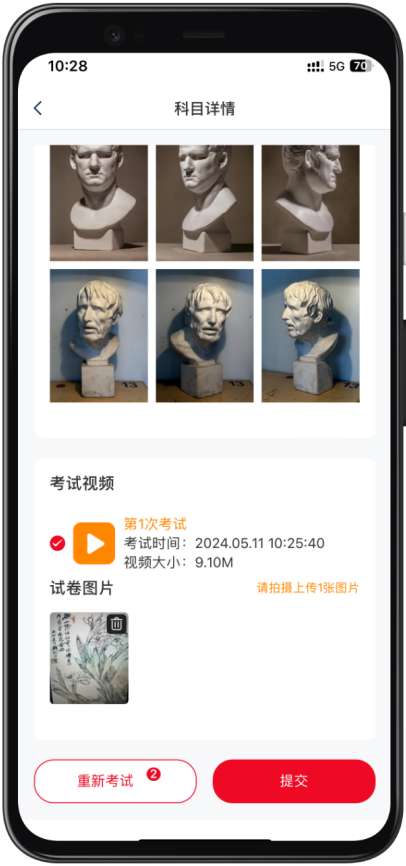 10:28
5G 70
科目详情
13
13
13
考试视频
第1次考试
考试时间：2024.05.11 10:25:40
视频大小：9.10M
试卷图片
请拍摄上传1张图片
重新考试 2
提交